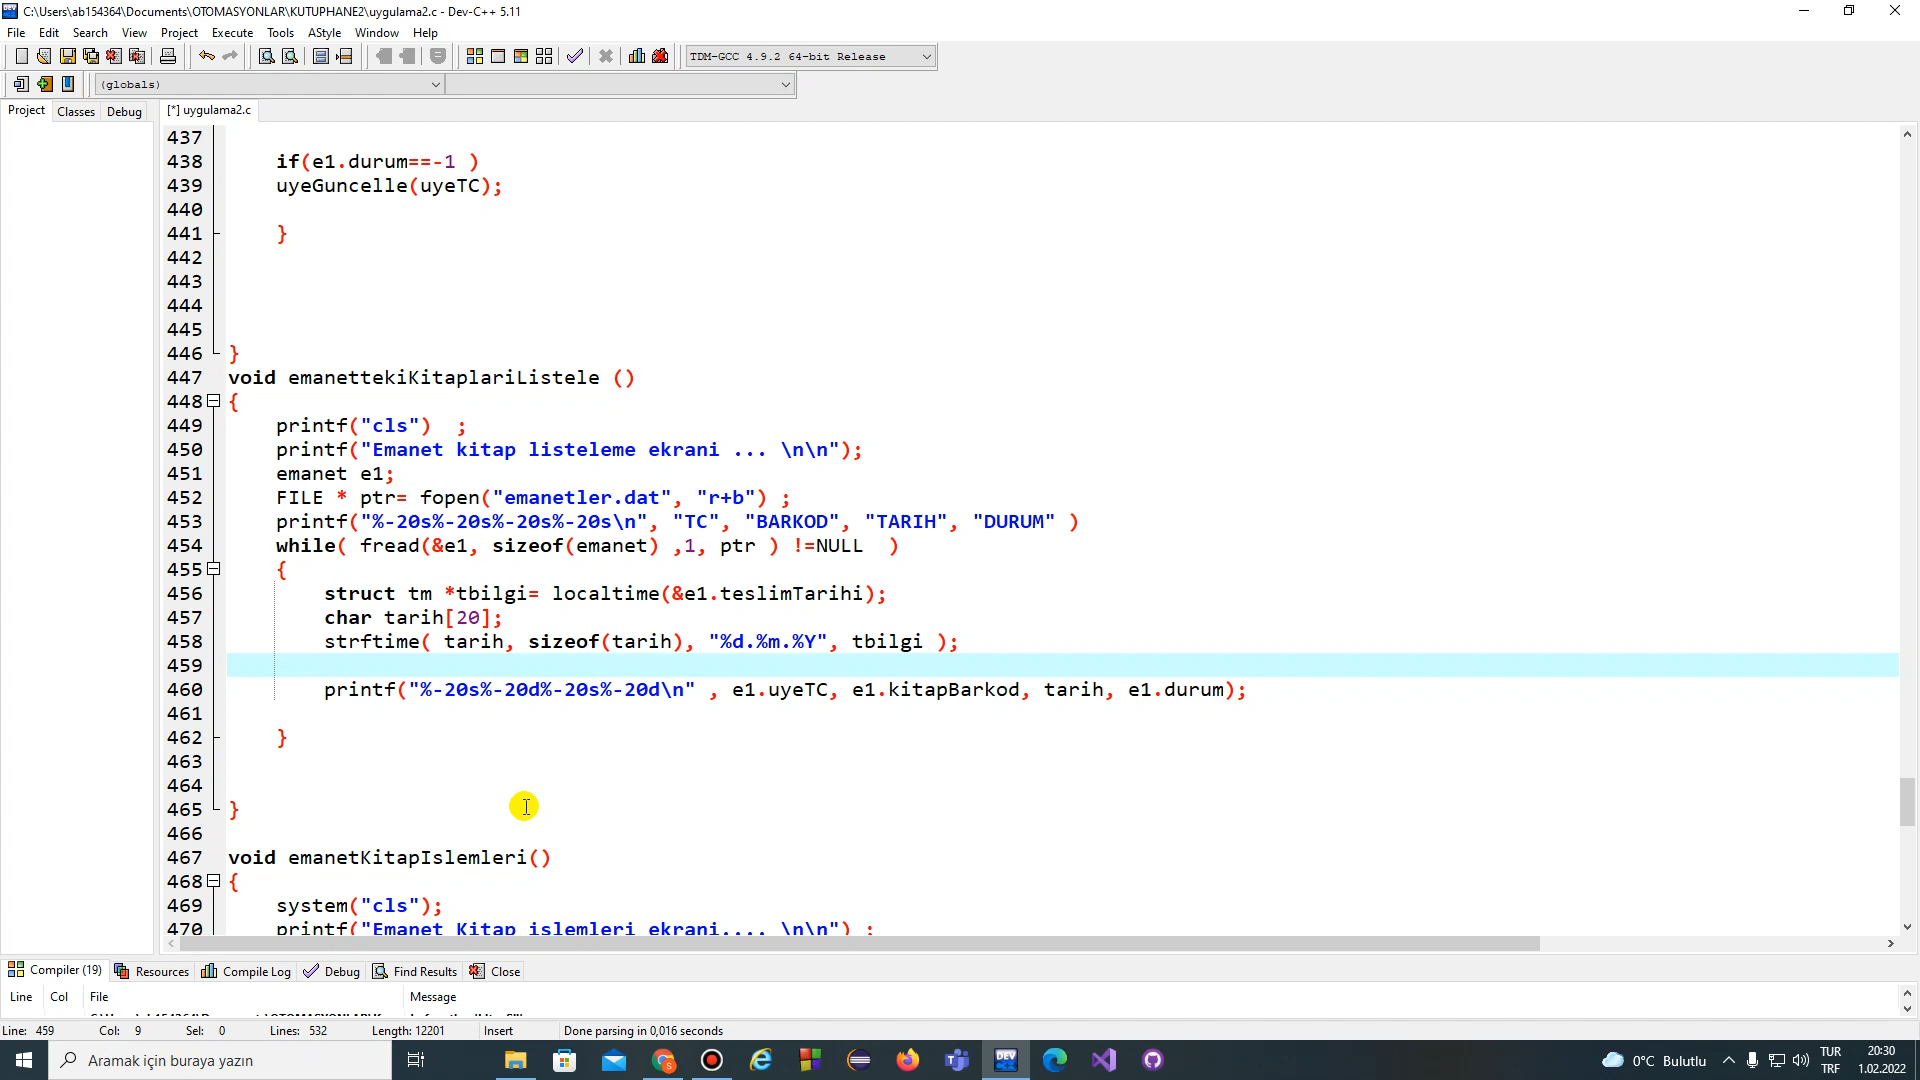 C:\Users\ab154364\Documents\OTOMASYONLAR\KUTUPHANE2\uygulama2.c - Dev-C++ 5.11
File Edit Search View Project Execute Tools AStyle Window Help
TDM-GCC 4.9.2 64-bit Release
(globals)
Project Classes Debug [*] uygulama2.c
437
438 if(e1.durum==-1 )
439 uyeGuncelle(uyeTC);
440
441 }
442
443
444
445
446 }
447 void emanettekiKitaplariListele ()
448 {
449 printf("cls")  ;
450 printf("Emanet kitap listeleme ekrani ... \n\n");
451 emanet e1;
452 FILE * ptr= fopen("emanetler.dat", "r+b") ;
453 printf("%-20s%-20s%-20s%-20s\n", "TC", "BARKOD", "TARIH", "DURUM" )
454 while( fread(&e1, sizeof(emanet) ,1, ptr ) !=NULL  )
455 {
456 struct tm *tbilgi= localtime(&e1.teslimTarihi);
457 char tarih[20];
458 strftime( tarih, sizeof(tarih), "%d.%m.%Y", tbilgi );
459
460 printf("%-20s%-20d%-20s%-20d\n" , e1.uyeTC, e1.kitapBarkod, tarih, e1.durum);
461
462 }
463
464
465 }
466
467 void emanetKitapIslemleri()
468 {
469 system("cls");
470 printf("Emanet Kitap islemleri ekrani.... \n\n") ;
Compiler (19) Resources Compile Log Debug Find Results Close
Line Col File Message
Line: 459 Col: 9 Sel: 0 Lines: 532 Length: 12201 Insert Done parsing in 0,016 seconds
Aramak için buraya yazın
0°C Bulutlu
TUR
TRF
20:30
1.02.2022